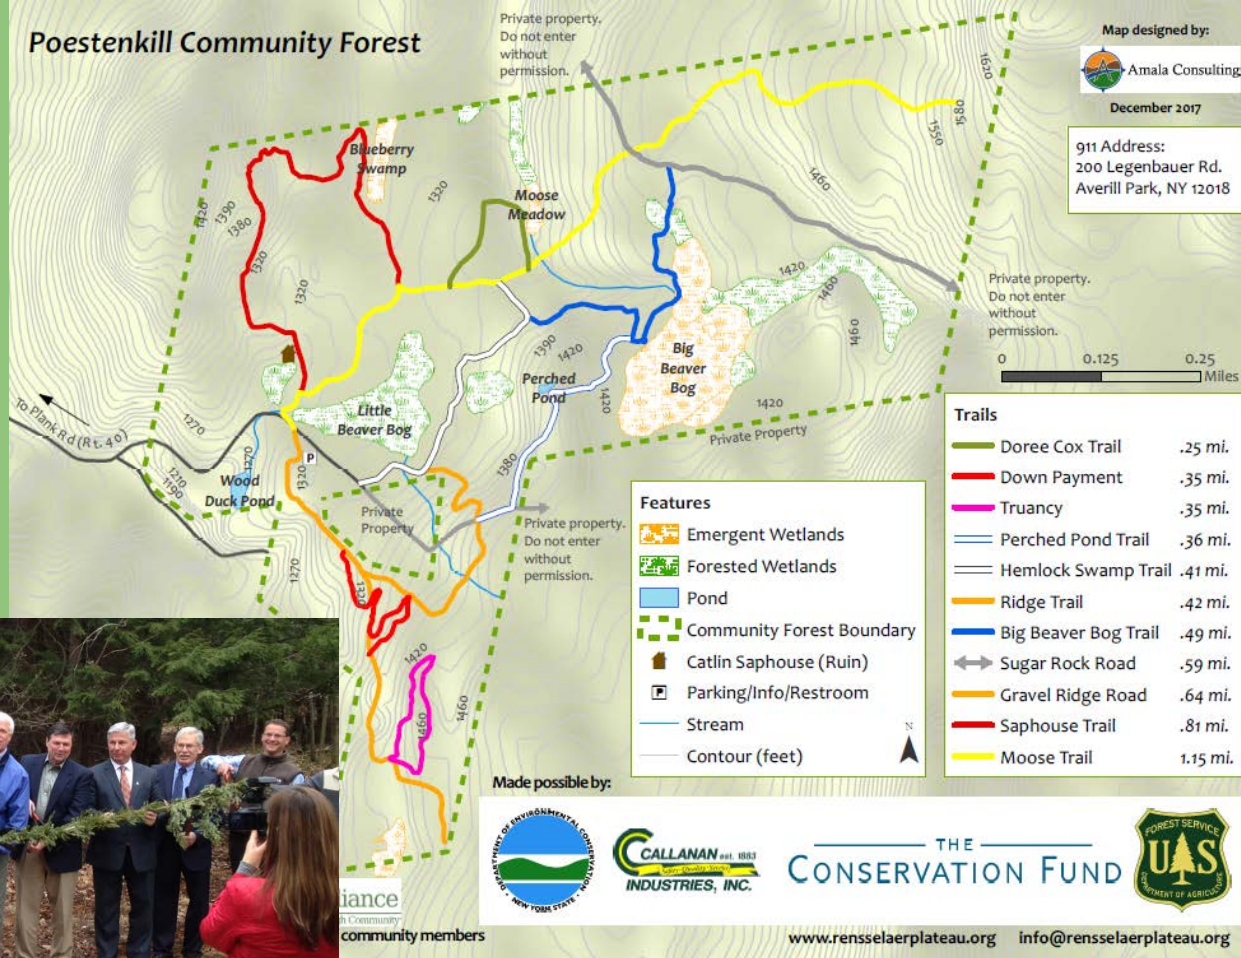 Poestenkill Community Forest
Private property.
Do not enter
without
permission.
Map designed by:
Amala Consulting
December 2017
911 Address:
200 Legenbauer Rd.
Averill Park, NY 12018
1620
1580
1550
1460
Blueberry
Swamp
1320
Moose
Meadow
1420
1390
1380
1320
1320
1420
1460
1460
Private property.
Do not enter
without
permission.
0 0.125 0.25
Miles
1390
1420
Big
Beaver
Bog
Perched
Pond
1420
1420
Little
Beaver Bog
Private Property
To Plank Rd (Rt. 40)
1270
1270
1210
1190
P
1320
Wood
Duck Pond
1380
Private
Property
Private property.
Do not enter
without
permission.
1270
1320
1420
1460
1460
Trails
Doree Cox Trail .25 mi.
Down Payment .35 mi.
Truancy .35 mi.
Perched Pond Trail .36 mi.
Hemlock Swamp Trail .41 mi.
Ridge Trail .42 mi.
Big Beaver Bog Trail .49 mi.
Sugar Rock Road .59 mi.
Gravel Ridge Road .64 mi.
Saphouse Trail .81 mi.
Moose Trail 1.15 mi.
Features
Emergent Wetlands
Forested Wetlands
Pond
Community Forest Boundary
Catlin Saphouse (Ruin)
P Parking/Info/Restroom
Stream
Contour (feet)
N
Made possible by:
DEPARTMENT OF ENVIRONMENTAL CONSERVATION
NEW YORK STATE
CALLANAN est. 1883
INDUSTRIES, INC.
THE
CONSERVATION FUND
FOREST SERVICE
UAS
DEPARTMENT OF AGRICULTURE
liance
h Community
community members
www.rensselaerplateau.org info@rensselaerplateau.org